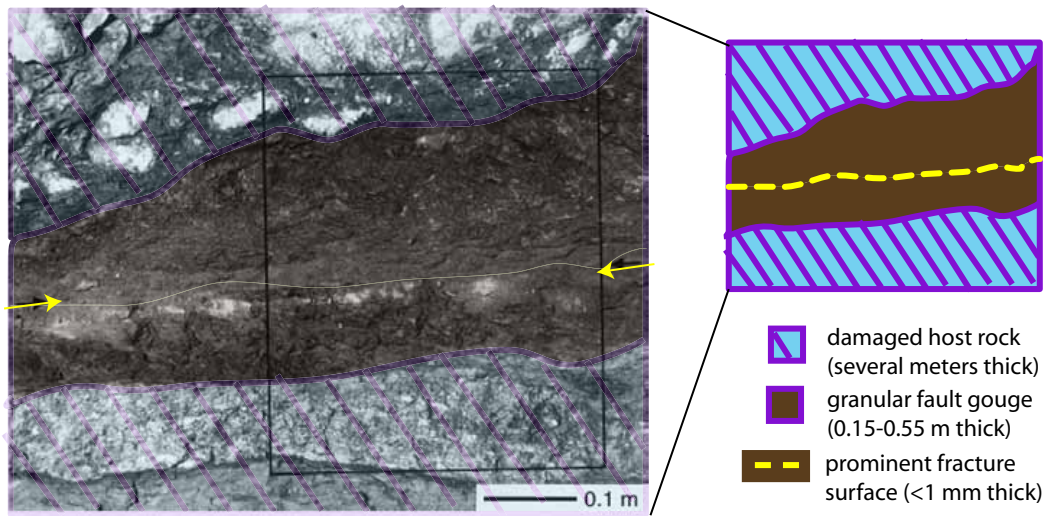 0.1 m
damaged host rock
(several meters thick)
granular fault gouge
(0.15-0.55 m thick)
prominent fracture
surface (<1 mm thick)